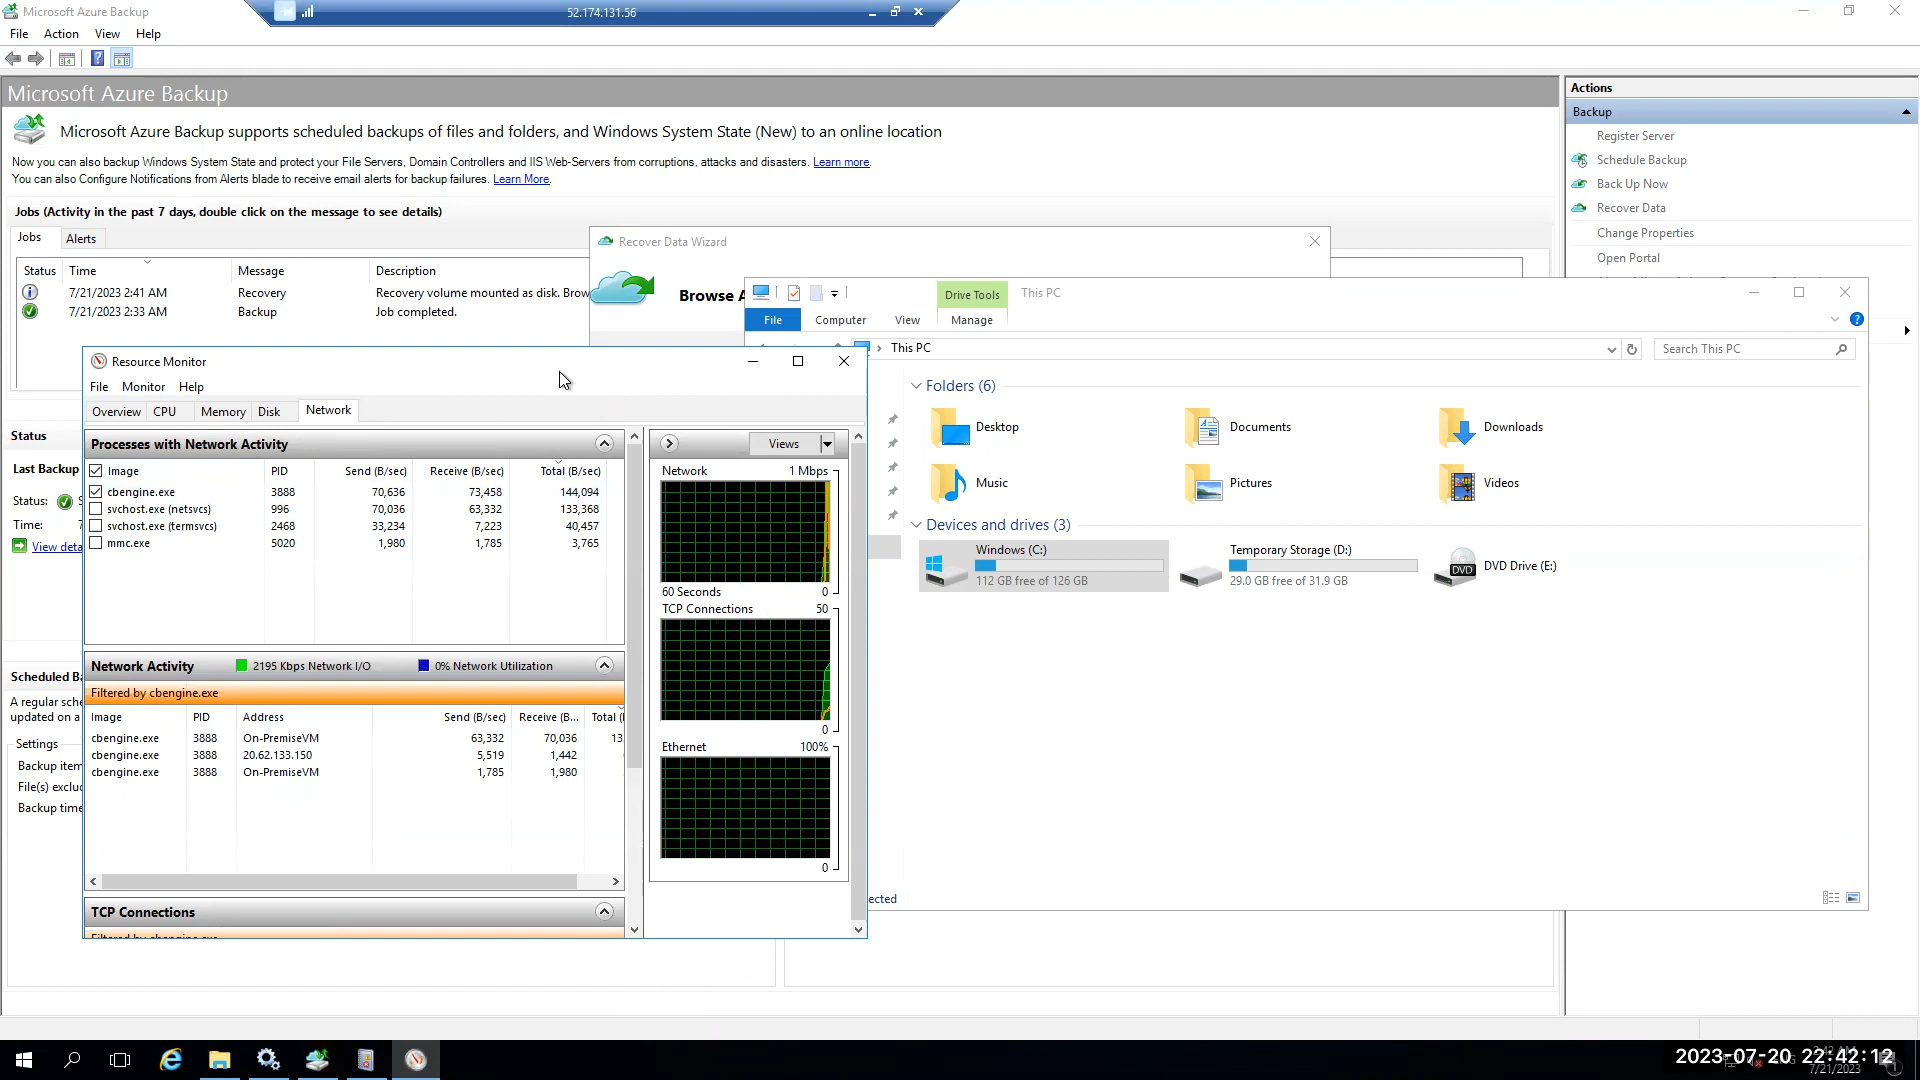 Microsoft Azure Backup
52.174.131.56
File Action View Help
Microsoft Azure Backup
Microsoft Azure Backup supports scheduled backups of files and folders, and Windows System State (New) to an online location
Now you can also backup Windows System State and protect your File Servers, Domain Controllers and IIS Web-Servers from corruptions, attacks and disasters. Learn more.
You can also Configure Notifications from Alerts blade to receive email alerts for backup failures. Learn More.
Jobs (Activity in the past 7 days, double click on the message to see details)
Jobs Alerts
Status Time Message Description
7/21/2023 2:41 AM Recovery Recovery volume mounted as disk. Brow
7/21/2023 2:33 AM Backup Job completed.
Status
Last Backup
Status: S
Time: 7
View deta
Scheduled Ba
A regular sche
updated on a
Settings
Backup item
File(s) exclu
Backup time
Actions
Backup
Register Server
Schedule Backup
Back Up Now
Recover Data
Change Properties
Open Portal
Recover Data Wizard
Browse A
Drive Tools This PC
File Computer View Manage
This PC
Search This PC
Folders (6)
Desktop Documents Downloads
Music Pictures Videos
Devices and drives (3)
Windows (C:)
112 GB free of 126 GB
Temporary Storage (D:)
29.0 GB free of 31.9 GB
DVD
DVD Drive (E:)
ected
Resource Monitor
File Monitor Help
Overview CPU Memory Disk Network
Processes with Network Activity
Image PID Send (B/sec) Receive (B/sec) Total (B/sec)
cbengine.exe 3888 70,636 73,458 144,094
svchost.exe (netsvcs) 996 70,036 63,332 133,368
svchost.exe (termsvcs) 2468 33,234 7,223 40,457
mmc.exe 5020 1,980 1,785 3,765
Network Activity 2195 Kbps Network I/O 0% Network Utilization
Filtered by cbengine.exe
Image PID Address Send (B/sec) Receive (B... Total (
cbengine.exe 3888 On-PremiseVM 63,332 70,036 13
cbengine.exe 3888 20.62.133.150 5,519 1,442
cbengine.exe 3888 On-PremiseVM 1,785 1,980
TCP Connections
Filtered by cbengine.exe
Views
Network 1 Mbps
60 Seconds 0
TCP Connections 50
0
Ethernet 100%
0
2023-07-20 22:42:12
7/21/2023